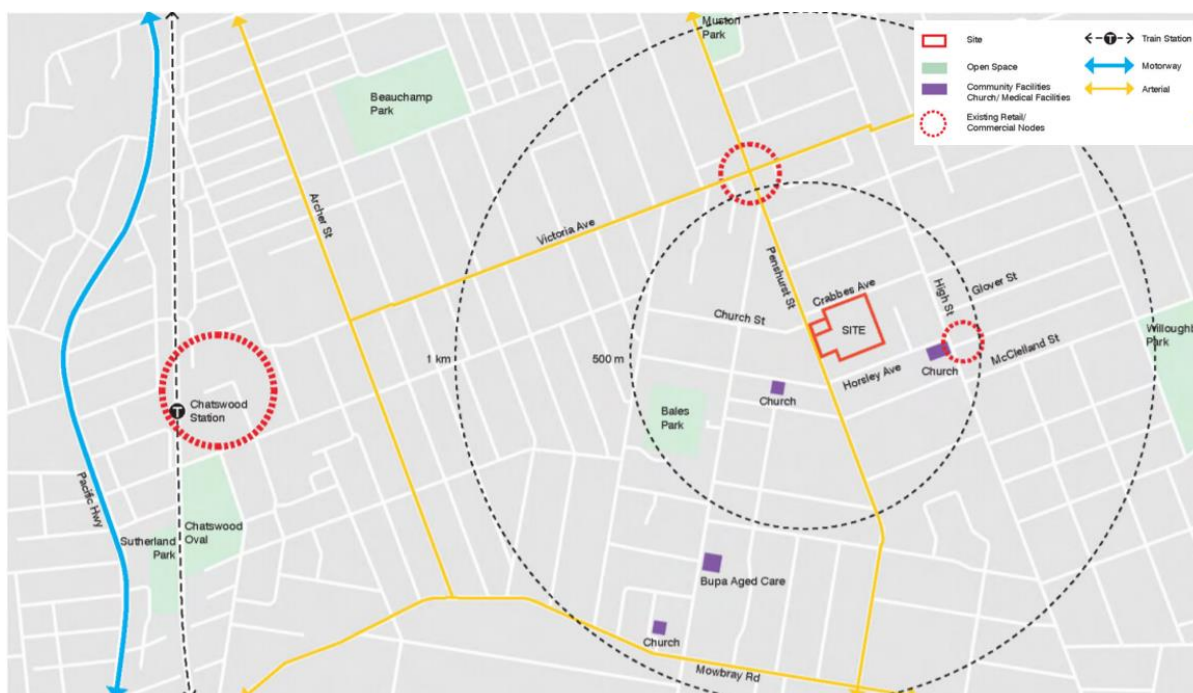 Muston
Park
Site
Open Space
Community Facilities
Church/ Medical Facilities
Existing Retail/
Commercial Nodes
T
Train Station
Motorway
Arterial
Beauchamp
Park
Archer St
Victoria Ave
Penshurst St
Crabbes Ave
High St
Glover St
Church St
SITE
Willoughb
Park
1 km
500 m
McClelland St
Horsley Ave
Church
Church
T
Chatswood
Station
Bales
Park
Pacific Hwy
Sutherland
Park
Chatswood
Oval
Bupa Aged Care
Church
Mowbray Rd